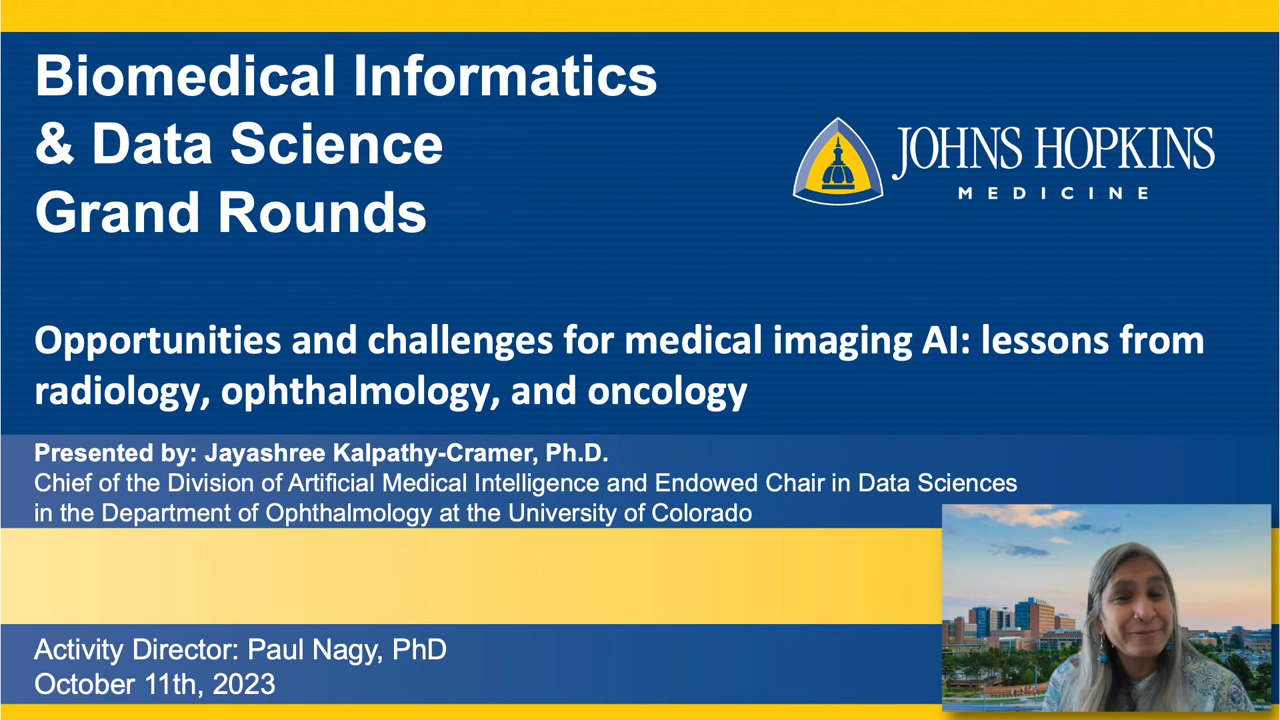 Biomedical Informatics
& Data Science
Grand Rounds
JOHNS HOPKINS
MEDICINE
Opportunities and challenges for medical imaging AI: lessons from
radiology, ophthalmology, and oncology
Presented by: Jayashree Kalpathy-Cramer, Ph.D.
Chief of the Division of Artificial Medical Intelligence and Endowed Chair in Data Sciences
in the Department of Ophthalmology at the University of Colorado
Activity Director: Paul Nagy, PhD
October 11th, 2023